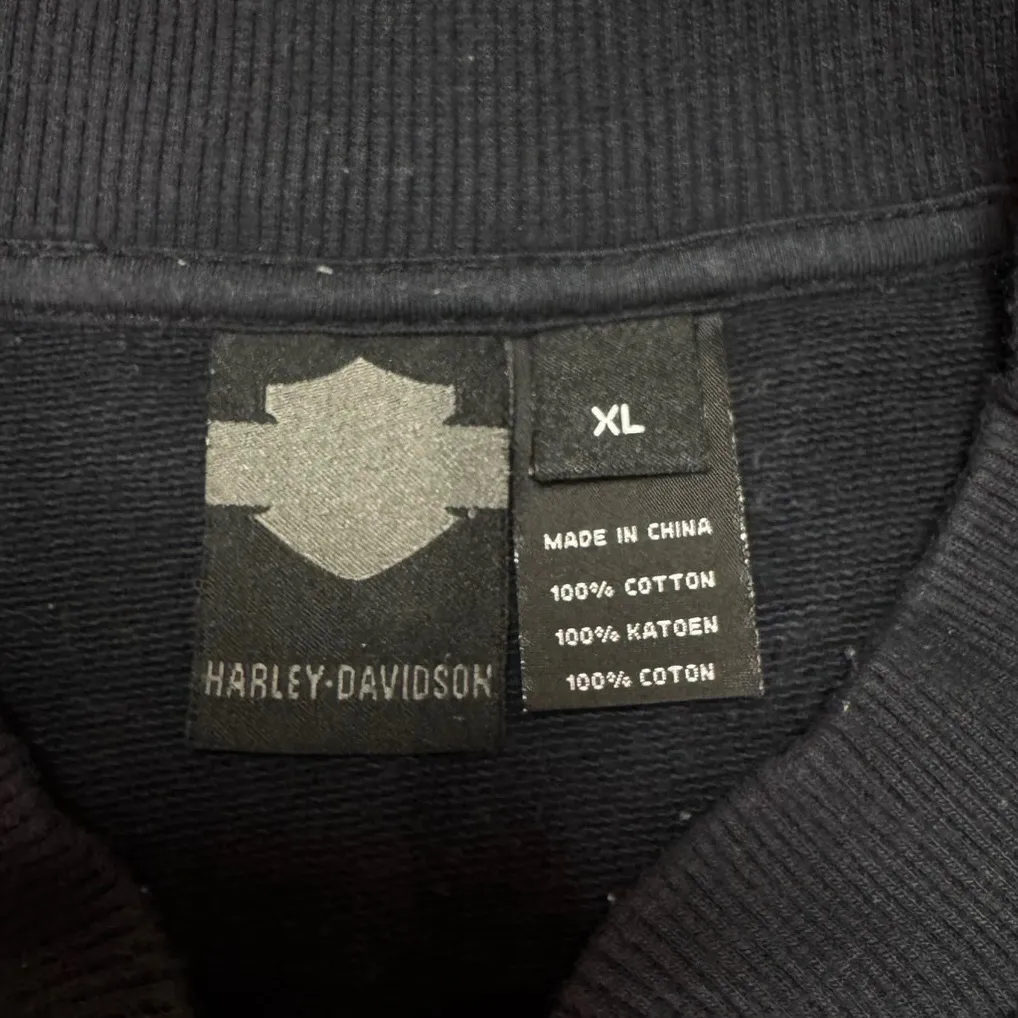 HARLEY-DAVIDSON
XL
MADE IN CHINA
100% COTTON
100% KATOEN
100% COTON